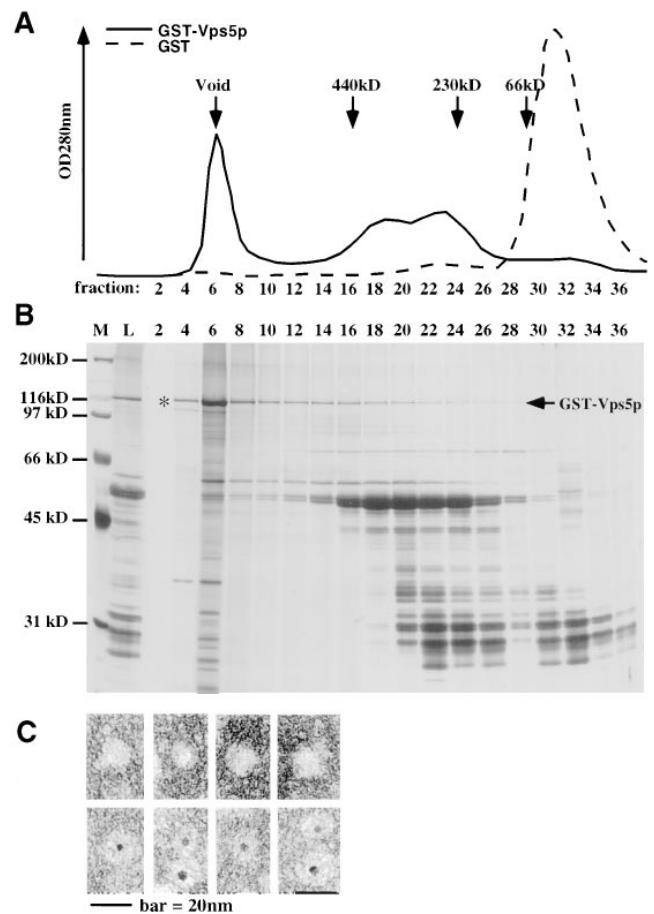 A
GST-Vps5p
GST
Void 440kD 230kD 66kD
OD280nm
fraction: 2 4 6 8 10 12 14 16 18 20 22 24 26 28 30 32 34 36
B
M L 2 4 6 8 10 12 14 16 18 20 22 24 26 28 30 32 34 36
200kD
116kD
* GST-Vps5p
97 kD
66 kD
45 kD
31 kD
C
bar = 20nm